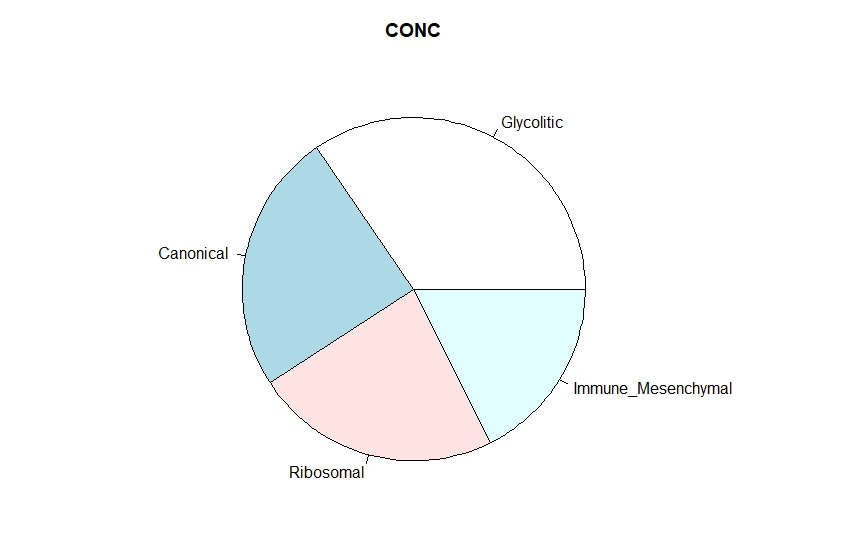 CONC
Glycolitic
Canonical
Immune_Mesenchymal
Ribosomal